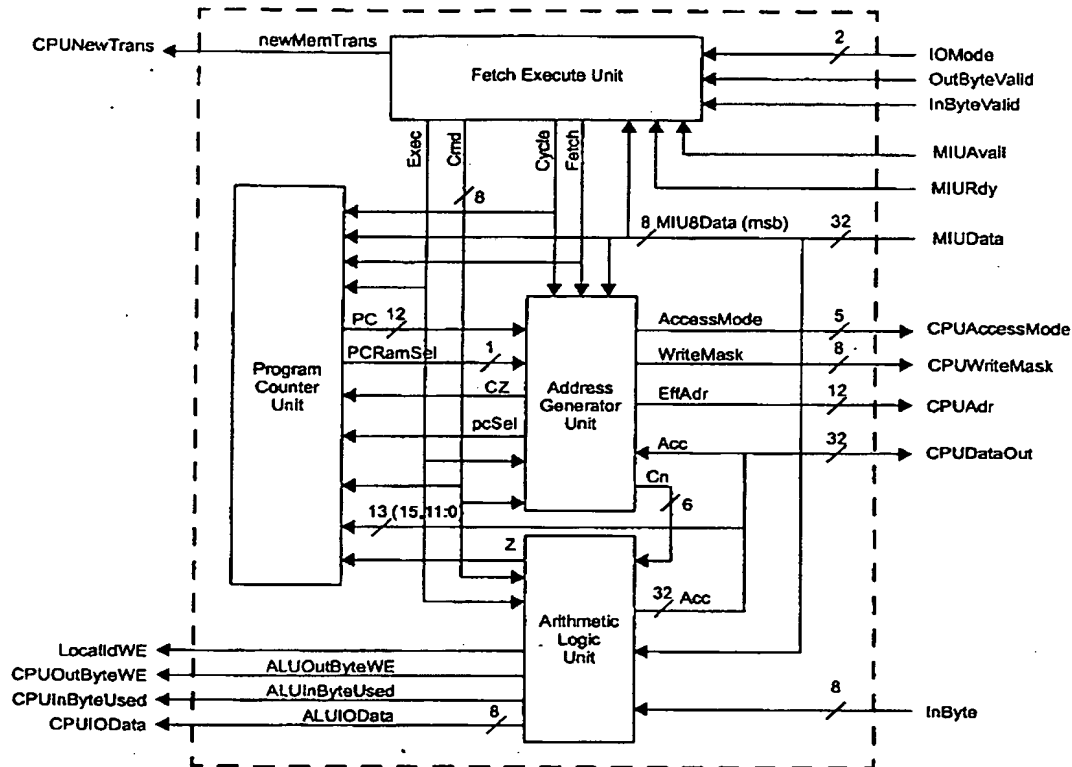 CPUNewTrans
newMemTrans
Fetch Execute Unit
2
IOMode
OutByteValid
InByteValid
MIUAvail
MIURdy
Exec
Cmd
Cycle
Fetch
8
8 MIU8Data (msb)
32
MIUData
PC
12
PCRamSel
1
CZ
pcSel
Program
Counter
Unit
Address
Generator
Unit
AccessMode
5
CPUAccessMode
WriteMask
8
CPUWriteMask
EffAdr
12
CPUAdr
Acc
32
CPUDataOut
Cn
6
13 (15,11:0)
Z
32 Acc
Arithmetic
Logic
Unit
LocalIdWE
CPUOutByteWE
ALUOutByteWE
CPUInByteUsed
ALUInByteUsed
CPUIOData
ALUIOData
8
8
InByte